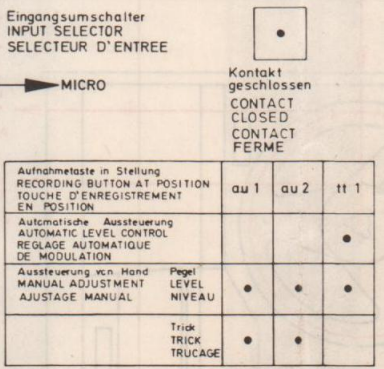 Eingangsumschalter
INPUT SELECTOR
SELECTEUR D'ENTREE
MICRO
Kontakt
geschlossen
CONTACT
CLOSED
CONTACT
FERME
Aufnahmetaste in Stellung
RECORDING BUTTON AT POSITION
TOUCHE D'ENREGISTREMENT
EN POSITION
au 1 au 2 tt 1
Automatische Aussteuerung
AUTOMATIC LEVEL CONTROL
REGLAGE AUTOMATIQUE
DE MODULATION
Aussteuerung von Hand Pegel
MANUAL ADJUSTMENT LEVEL
AJUSTAGE MANUAL NIVEAU
Trick
TRICK
TRUCAGE